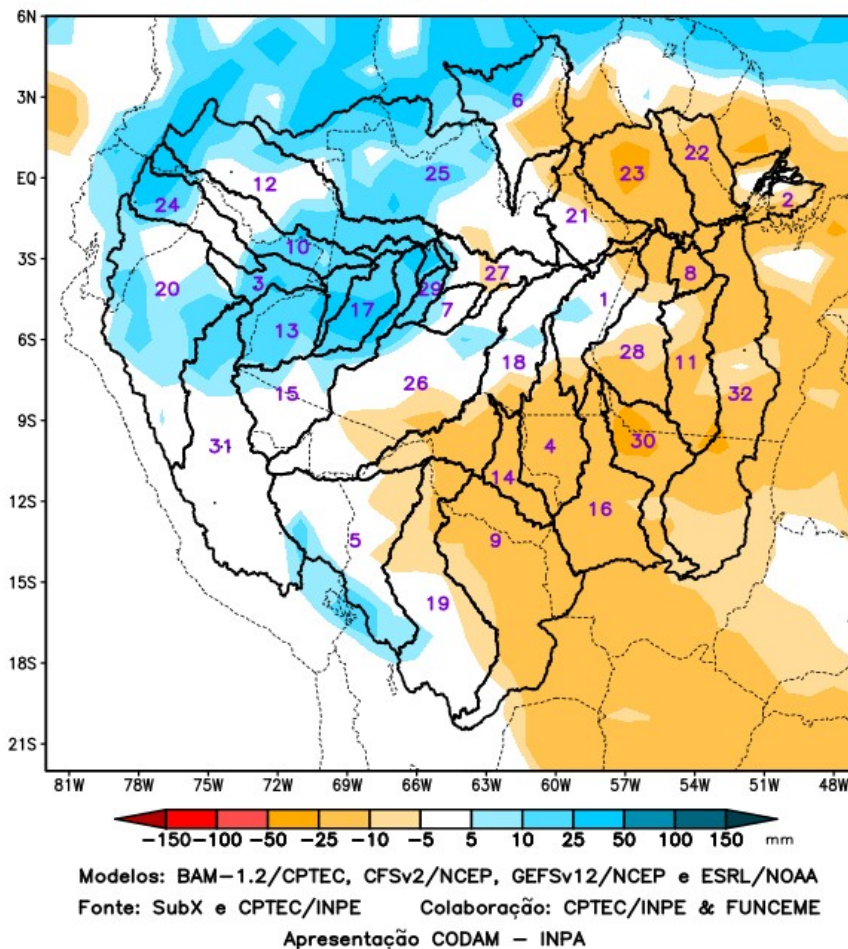 6N
3N
EQ
3S
6S
9S
12S
15S
18S
21S
6
25
12
24
10
3
20
13
17
29
7
27
21
23
22
2
8
1
28
11
32
18
26
15
31
14
4
30
16
5
9
19
81W 78W 75W 72W 69W 66W 63W 60W 57W 54W 51W 48W
−150 −100 −50 −25 −10 −5 5 10 25 50 100 150 mm
Modelos: BAM−1.2/CPTEC, CFSv2/NCEP, GEFSv12/NCEP e ESRL/NOAA
Fonte: SubX e CPTEC/INPE Colaboração: CPTEC/INPE & FUNCEME
Apresentação CODAM − INPA